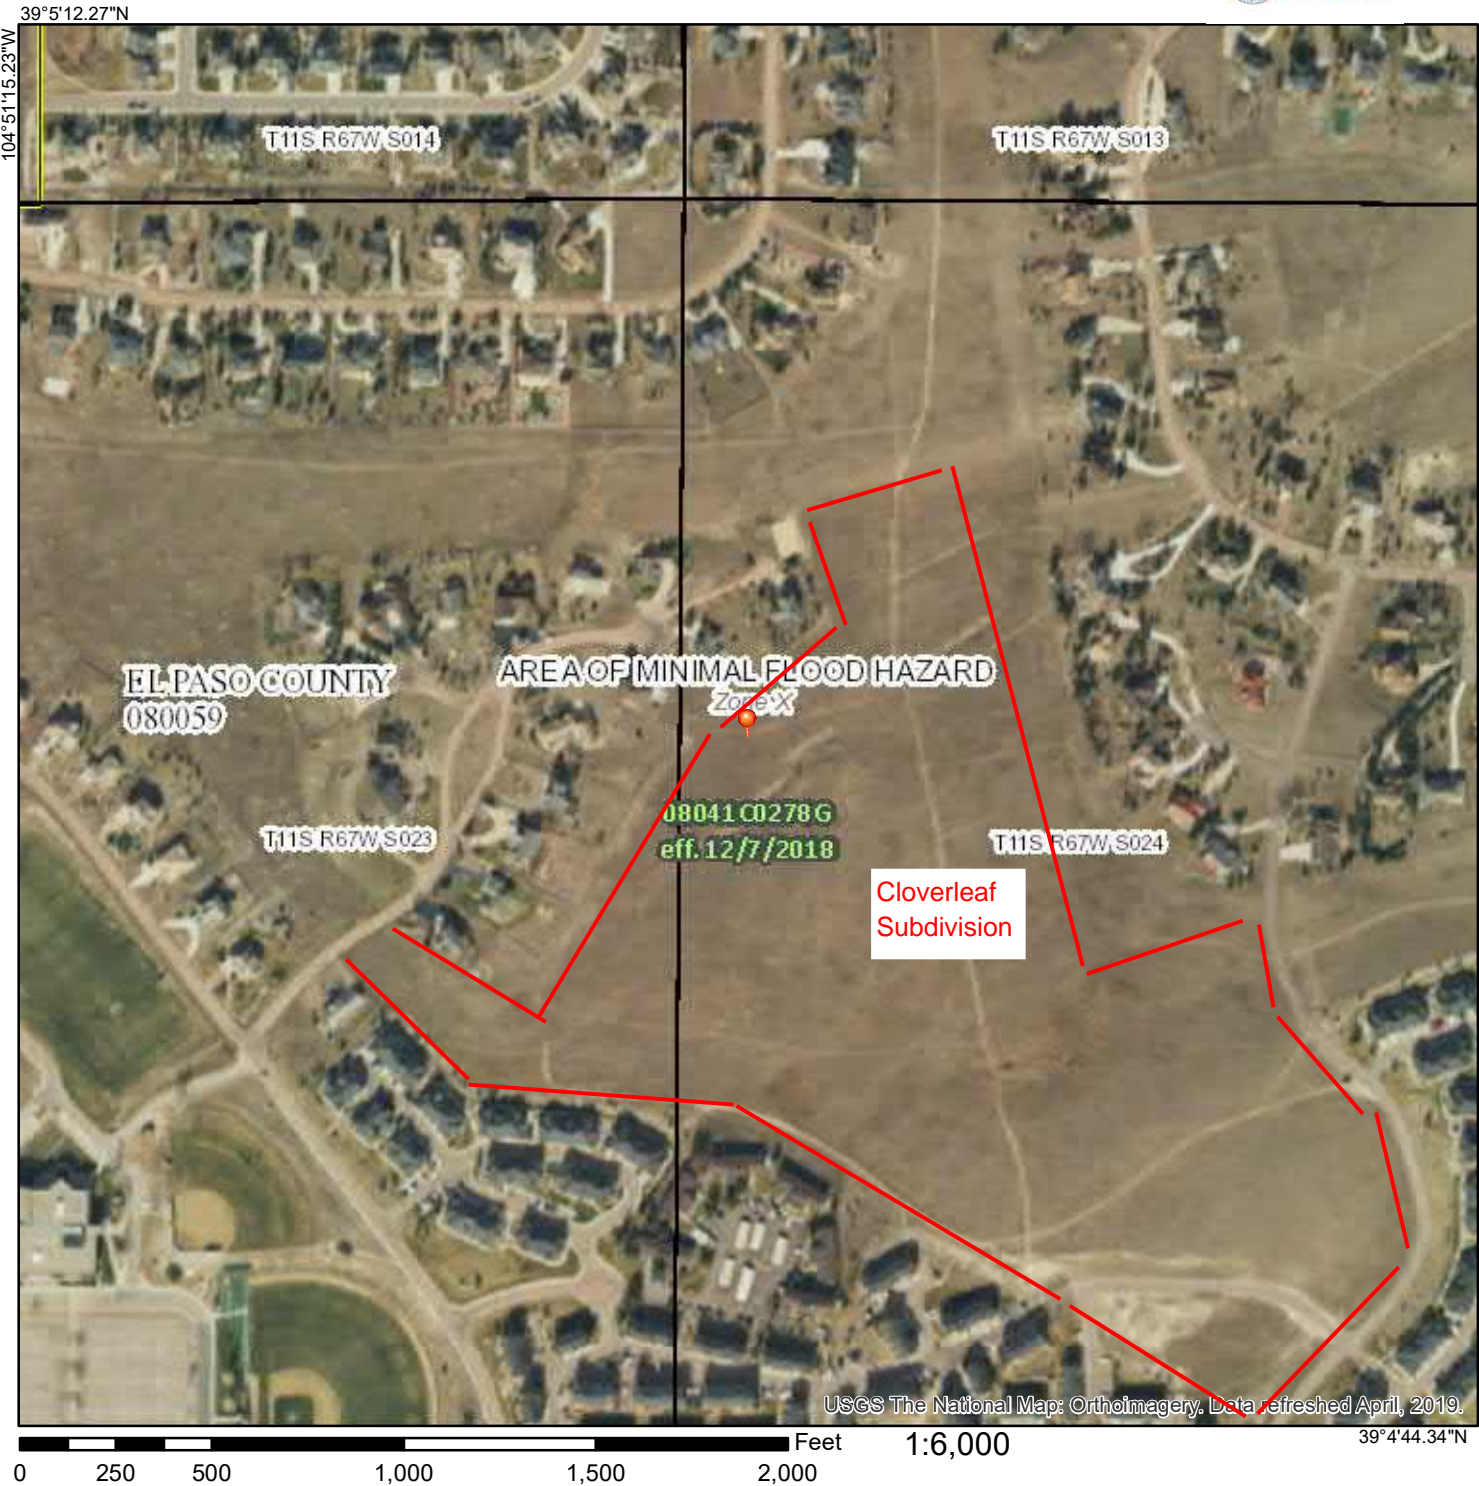 39°5'12.27"N
104°51'15.23"W
T11S R67W S014
T11S R67W S013
EL PASO COUNTY
080059
AREA OF MINIMAL FLOOD HAZARD
Zone X
08041C0278G
eff. 12/7/2018
T11S R67W S023
T11S R67W S024
Cloverleaf
Subdivision
USGS The National Map: Orthoimagery. Data refreshed April, 2019.
39°4'44.34"N
Feet
1:6,000
0 250 500 1,000 1,500 2,000